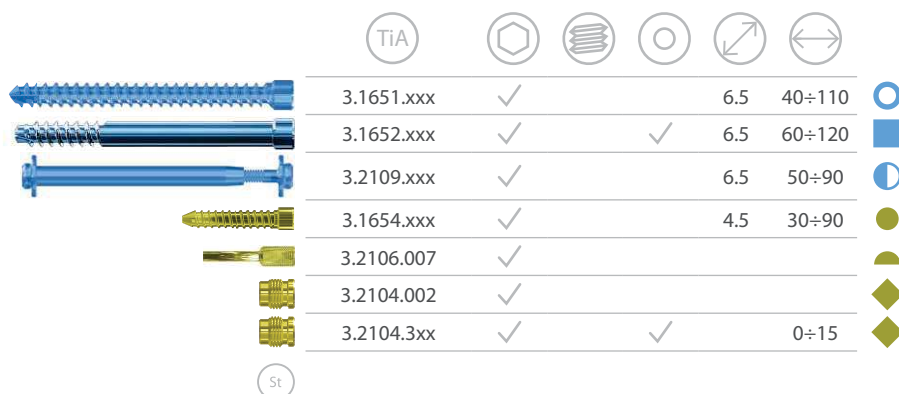 TiA
3.1651.xxx 6.5 40÷110
3.1652.xxx 6.5 60÷120
3.2109.xxx 6.5 50÷90
3.1654.xxx 4.5 30÷90
3.2106.007
3.2104.002
3.2104.3xx 0÷15
St